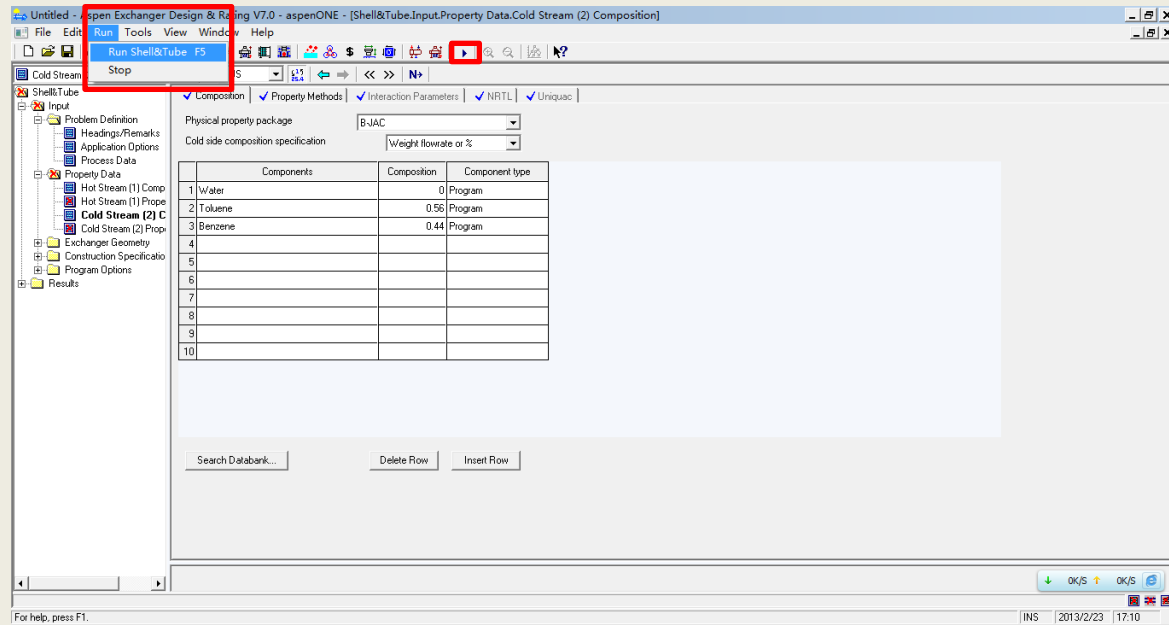 Untitled - Aspen Exchanger Design & Rating V7.0 - aspenONE - [Shell&Tube.Input.Property Data.Cold Stream (2) Composition]
File Edit Run Tools View Window Help
Run Shell&Tube F5
Stop
Cold Stream
Shell&Tube
Input
Problem Definition
Headings/Remarks
Application Options
Process Data
Property Data
Hot Stream (1) Comp
Hot Stream (1) Prope
Cold Stream (2) C
Cold Stream (2) Prop
Exchanger Geometry
Construction Specificatio
Program Options
Results
Composition Property Methods Interaction Parameters NRTL Uniquac
Physical property package B-JAC
Cold side composition specification Weight flowrate or %
Components Composition Component type
1 Water 0 Program
2 Toluene 0.56 Program
3 Benzene 0.44 Program
4
5
6
7
8
9
10
Search Databank... Delete Row Insert Row
0K/S 0K/S
For help, press F1. INS 2013/2/23 17:10